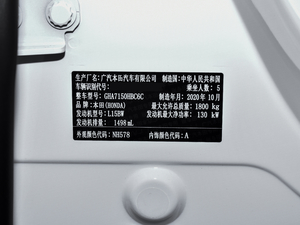 生产厂名: 广汽本田汽车有限公司 制造国: 中华人民共和国
车辆识别代号: 乘坐人数: 5
整车型号: GHA7150HBC6C 制造年月: 2020年10月
品牌: 本田(HONDA) 最大允许总质量: 1800 kg
发动机型号: L15BW 发动机最大净功率: 130 kW
发动机排量: 1498 mL
外观颜色代码: NH578 内饰颜色代码: A